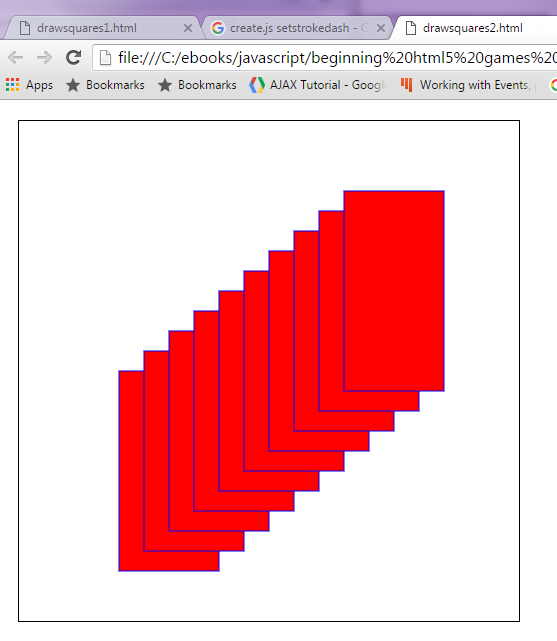 drawsquares1.html
create.js setstrokedash - G
drawsquares2.html
file:///C:/ebooks/javascript/beginning%20html5%20games%20
Apps
Bookmarks
Bookmarks
AJAX Tutorial - Googl
Working with Events,